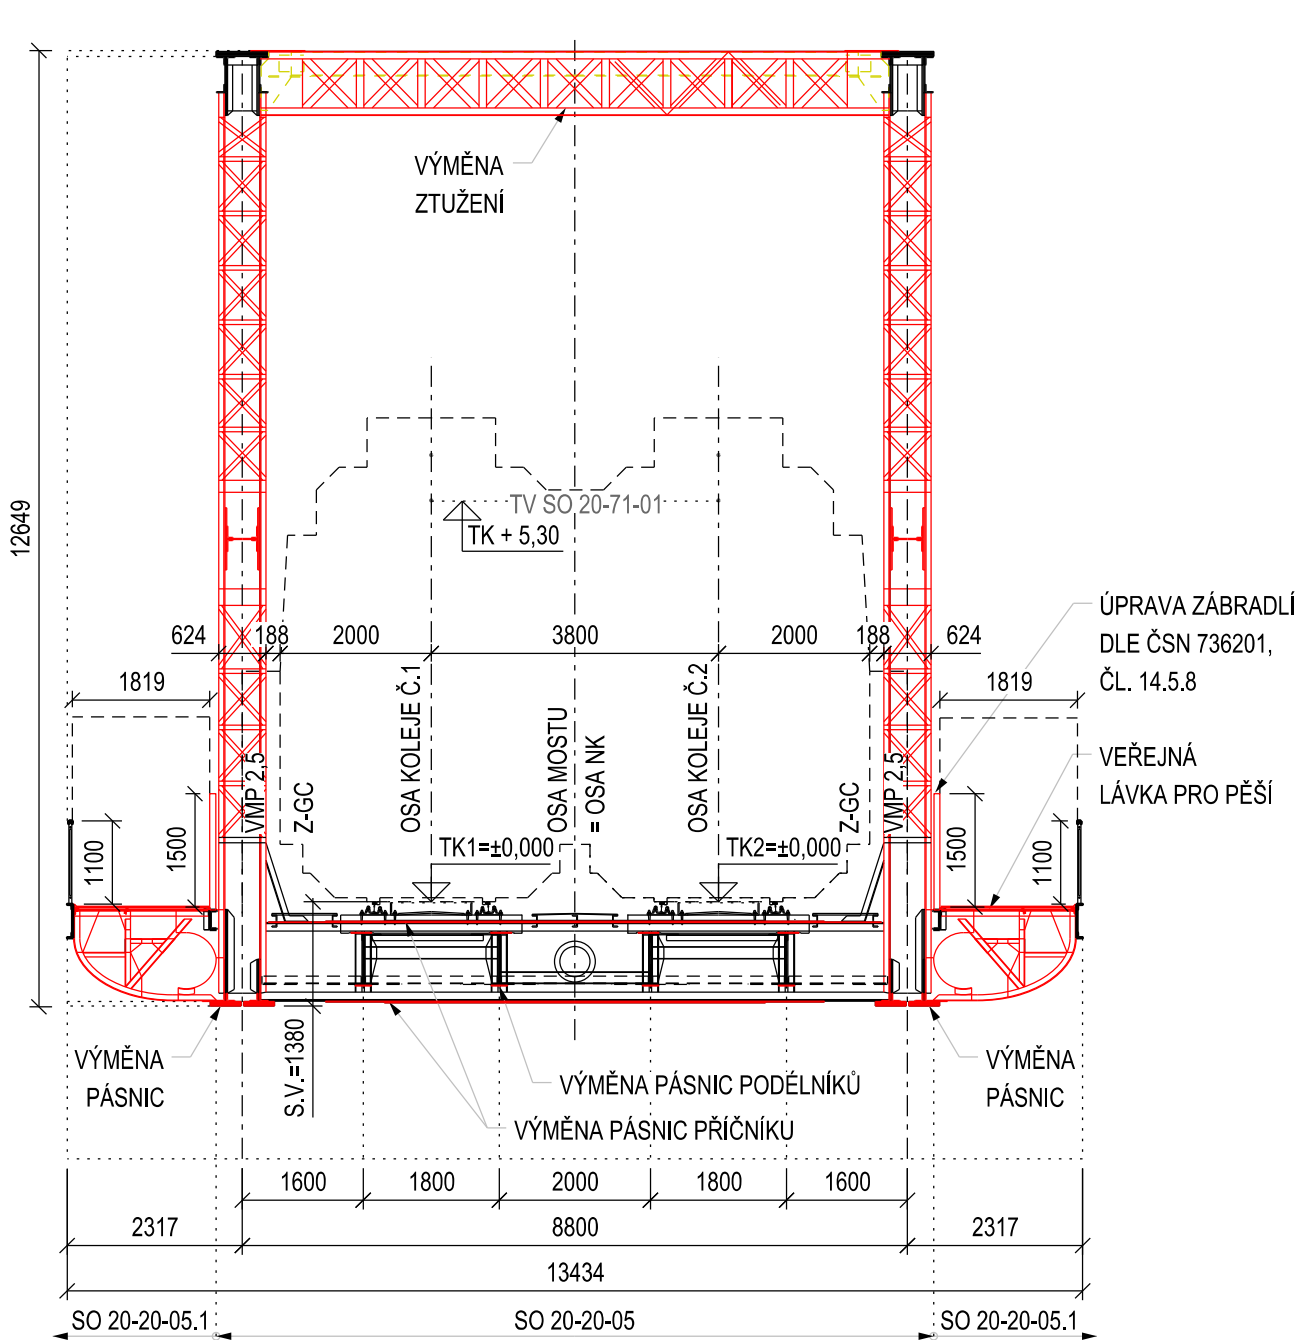 VÝMĚNA
ZTUŽENÍ
12649
TV SO 20-71-01
TK + 5,30
624
188
2000
3800
2000
188
624
ÚPRAVA ZÁBRADLÍ
DLE ČSN 736201,
ČL. 14.5.8
1819
1819
OSA KOLEJE Č.1
OSA MOSTU
= OSA NK
OSA KOLEJE Č.2
VMP 2,5
Z-GC
Z-GC
VMP 2,5
VEŘEJNÁ
LÁVKA PRO PĚŠÍ
1100
1500
TK1=±0,000
TK2=±0,000
1500
1100
S.V.=1380
VÝMĚNA
PÁSNIC
VÝMĚNA PÁSNIC PODÉLNÍKŮ
VÝMĚNA PÁSNIC PŘÍČNÍKU
VÝMĚNA
PÁSNIC
1600
1800
2000
1800
1600
2317
8800
2317
13434
SO 20-20-05.1
SO 20-20-05
SO 20-20-05.1